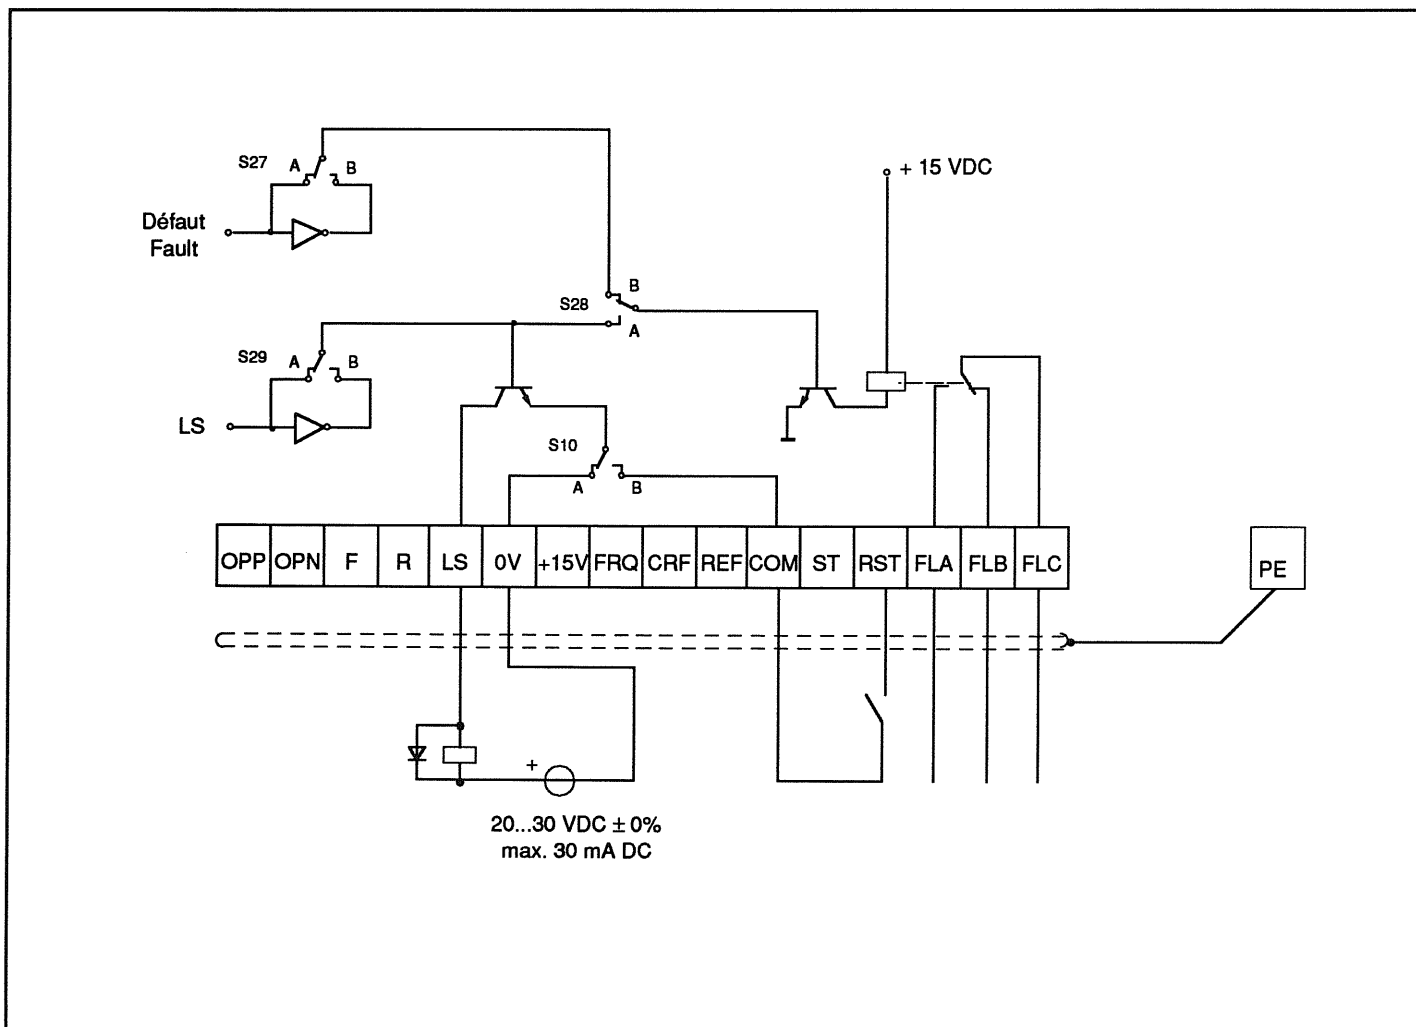 S27
A
B
+ 15 VDC
Défaut
Fault
B
S28
A
S29
A
B
LS
S10
A
B
OPP OPN F R LS 0V +15V FRQ CRF REF COM ST RST FLA FLB FLC
PE
+
20...30 VDC ± 0%
max. 30 mA DC